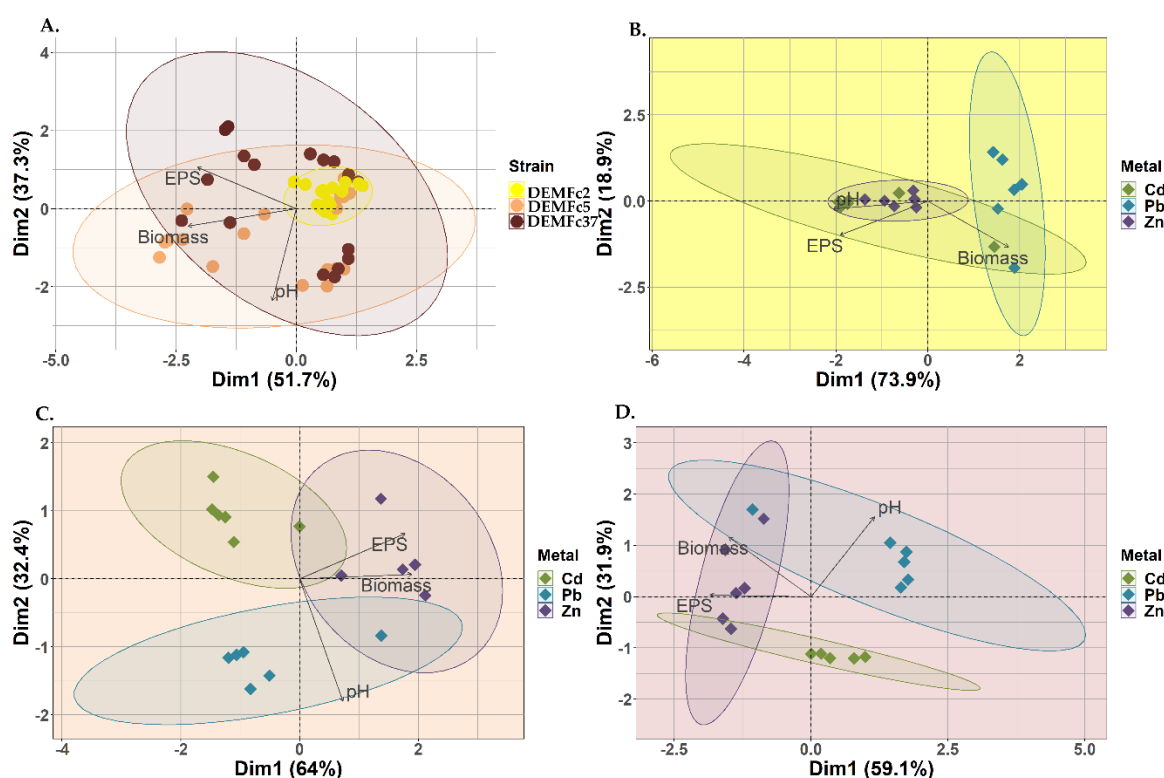 A.
4
2
0
-2
Dim2 (37.3%)
EPS
Biomass
pH
-5.0
-2.5
0.0
2.5
Dim1 (51.7%)
Strain
DEMFc2
DEMFc5
DEMFc37
B.
2.5
0.0
-2.5
Dim2 (18.9%)
pH
EPS
Biomass
-6
-4
-2
0
2
Dim1 (73.9%)
Metal
Cd
Pb
Zn
C.
2
1
0
-1
-2
Dim2 (32.4%)
EPS
Biomass
pH
-4
-2
0
2
Dim1 (64%)
Metal
Cd
Pb
Zn
D.
3
2
1
0
-1
-2
Dim2 (31.9%)
pH
Biomass
EPS
-2.5
0.0
2.5
5.0
Dim1 (59.1%)
Metal
Cd
Pb
Zn